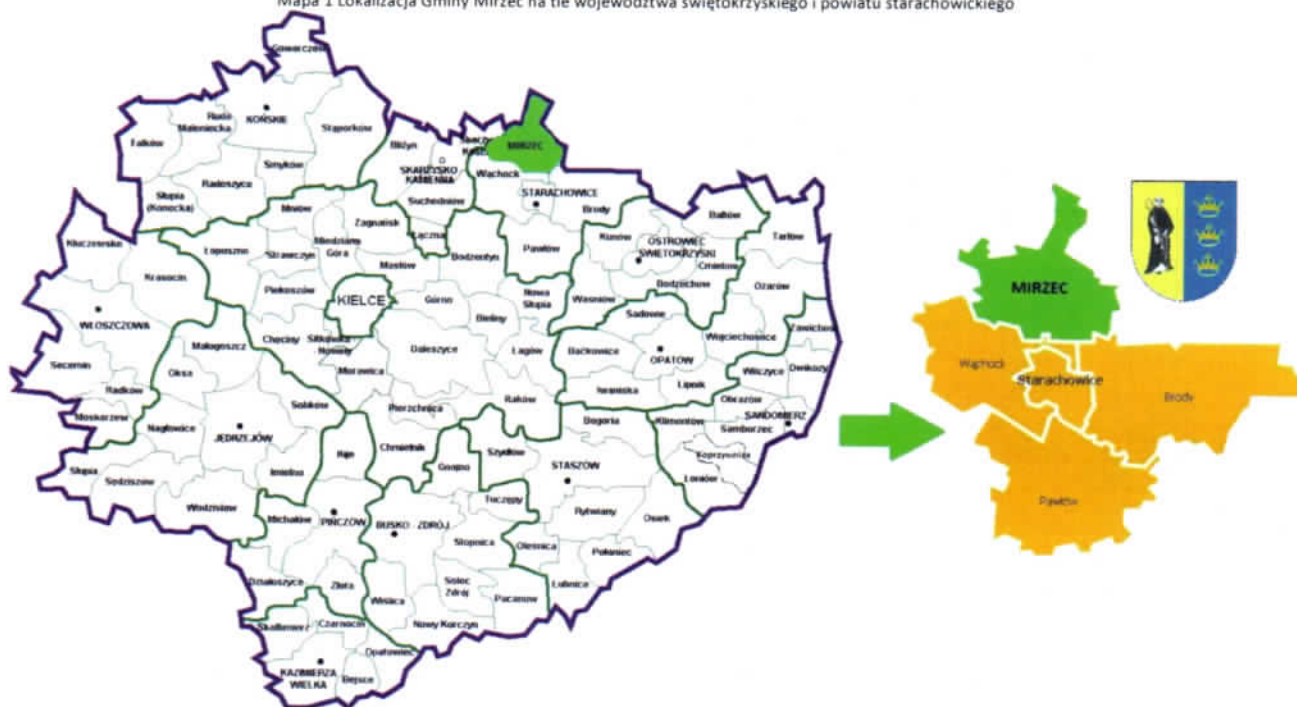 Mapa 1 Lokalizacja Gminy Mirzec na tle województwa świętokrzyskiego i powiatu starachowickiego
Gowarczów
Ruda
Maleniecka
KOŃSKIE
Stąporków
Fałków
Smyków
Radoszyce
Słupia
(Konecka)
Bliżyn
SKARŻYSKO
KAMIENNA
Suchedniów
MIRZEC
Wąchock
STARACHOWICE
Brody
Mniów
Zagnańsk
Łączna
Kluczewsko
Łopuszno
Strawczyn
Miedziana
Góra
Masłów
Bodzentyn
Pawłów
Kunów
OSTROWIEC
ŚWIĘTOKRZYSKI
Bałtów
Tarłów
Ćmielów
Bodzechów
Krasocin
Piekoszów
KIELCE
Górno
Nowa
Słupia
Waśniów
Ożarów
Sadowie
WŁOSZCZOWA
Małogoszcz
Chęciny
Sitkówka
Nowiny
Bieliny
Daleszyce
Łagów
Baćkowice
OPATÓW
Wojciechowice
Zawichost
Secemin
Oksa
Morawica
Iwaniska
Lipnik
Wilczyce
Dwikozy
Radków
Moskorzew
Sobków
Pierzchnica
Raków
Obrazów
SANDOMIERZ
Samborzec
Nagłowice
JĘDRZEJÓW
Chmielnik
Bogoria
Klimontów
Koprzywnica
Słupia
Sędziszów
Imielno
Kije
Gnojno
Szydłów
STASZÓW
Łoniów
Wodzisław
Michałów
PIŃCZÓW
BUSKO - ZDRÓJ
Tuczępy
Rytwiany
Osiek
Stopnica
Oleśnica
Połaniec
Działoszyce
Złota
Wiślica
Solec
Zdrój
Pacanów
Łubnice
Skalbmierz
Czarnocin
Nowy Korczyn
Opatowiec
KAZIMIERZA
WIELKA
Bejsce
MIRZEC
Wąchock
Starachowice
Brody
Pawłów